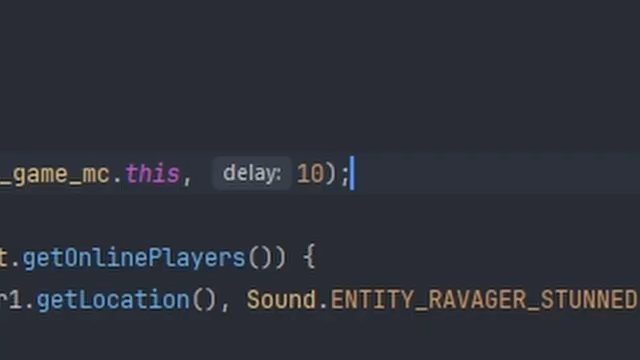 _game_mc.this, delay: 10);
t.getOnlinePlayers()) {
r1.getLocation(), Sound.ENTITY_RAVAGER_STUNNED